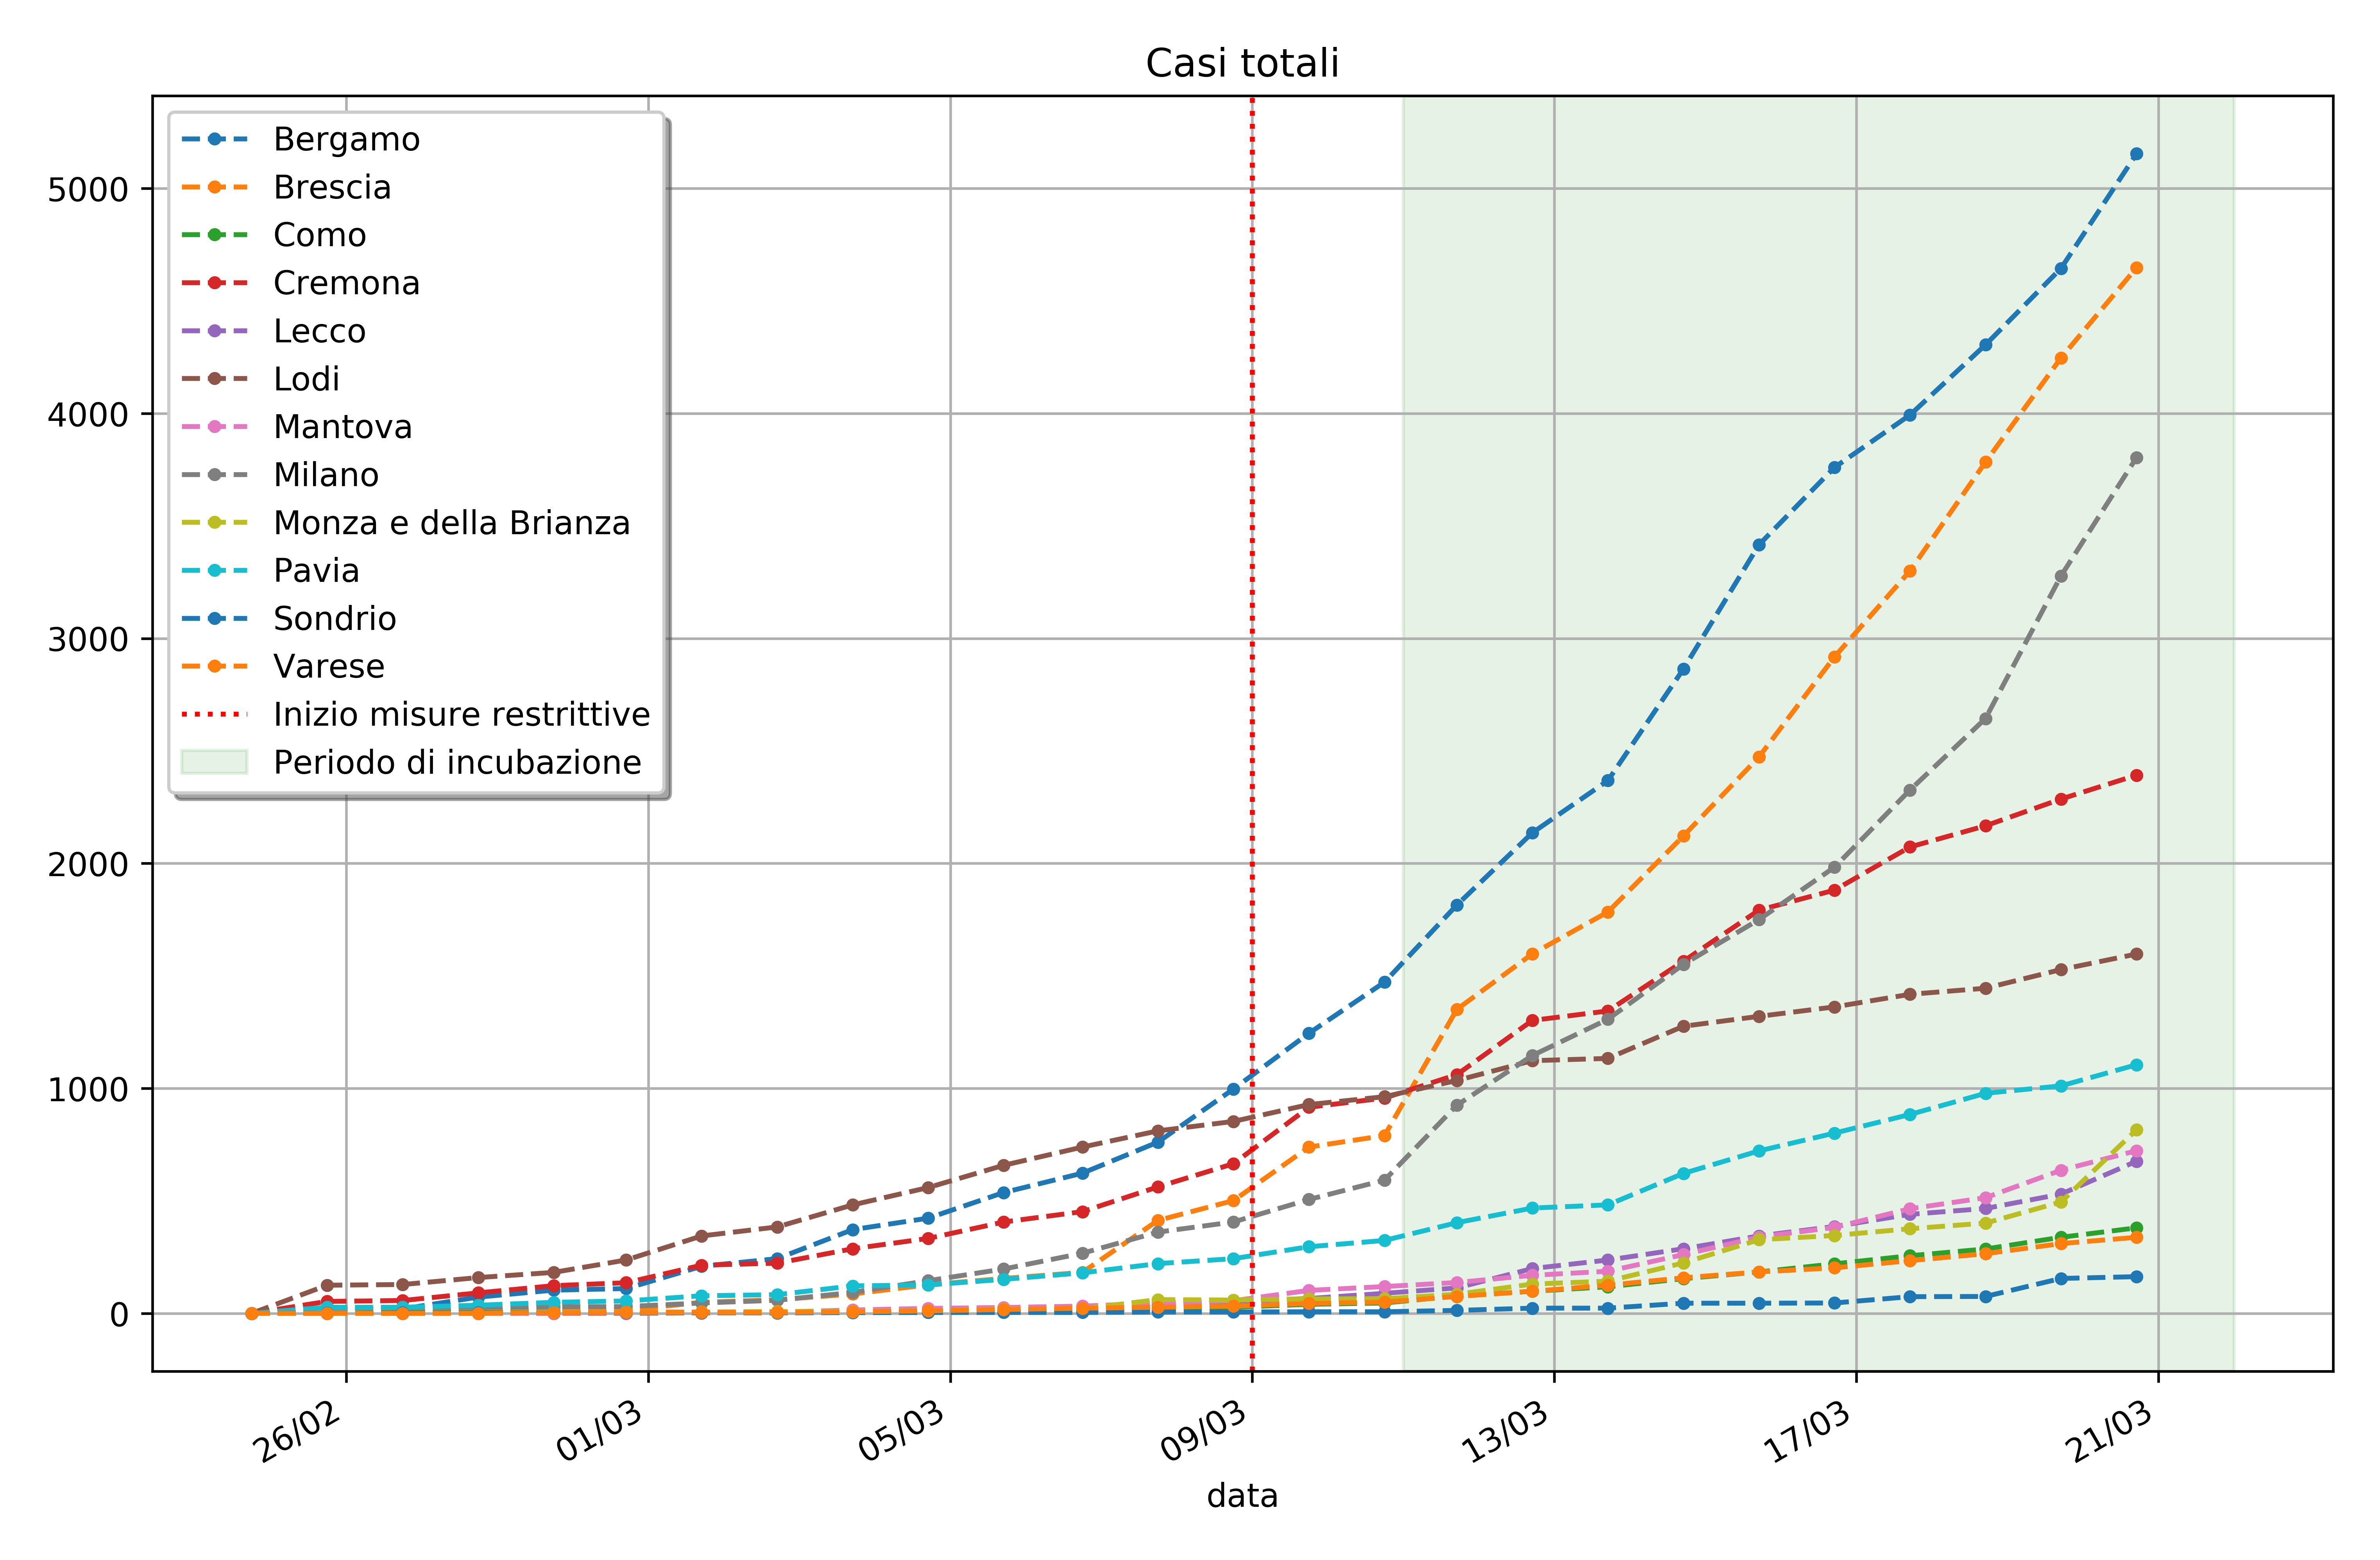 Casi totali
Bergamo
Brescia
Como
Cremona
Lecco
Lodi
Mantova
Milano
Monza e della Brianza
Pavia
Sondrio
Varese
Inizio misure restrittive
Periodo di incubazione
5000
4000
3000
2000
1000
0
26/02
01/03
05/03
09/03
13/03
17/03
21/03
data